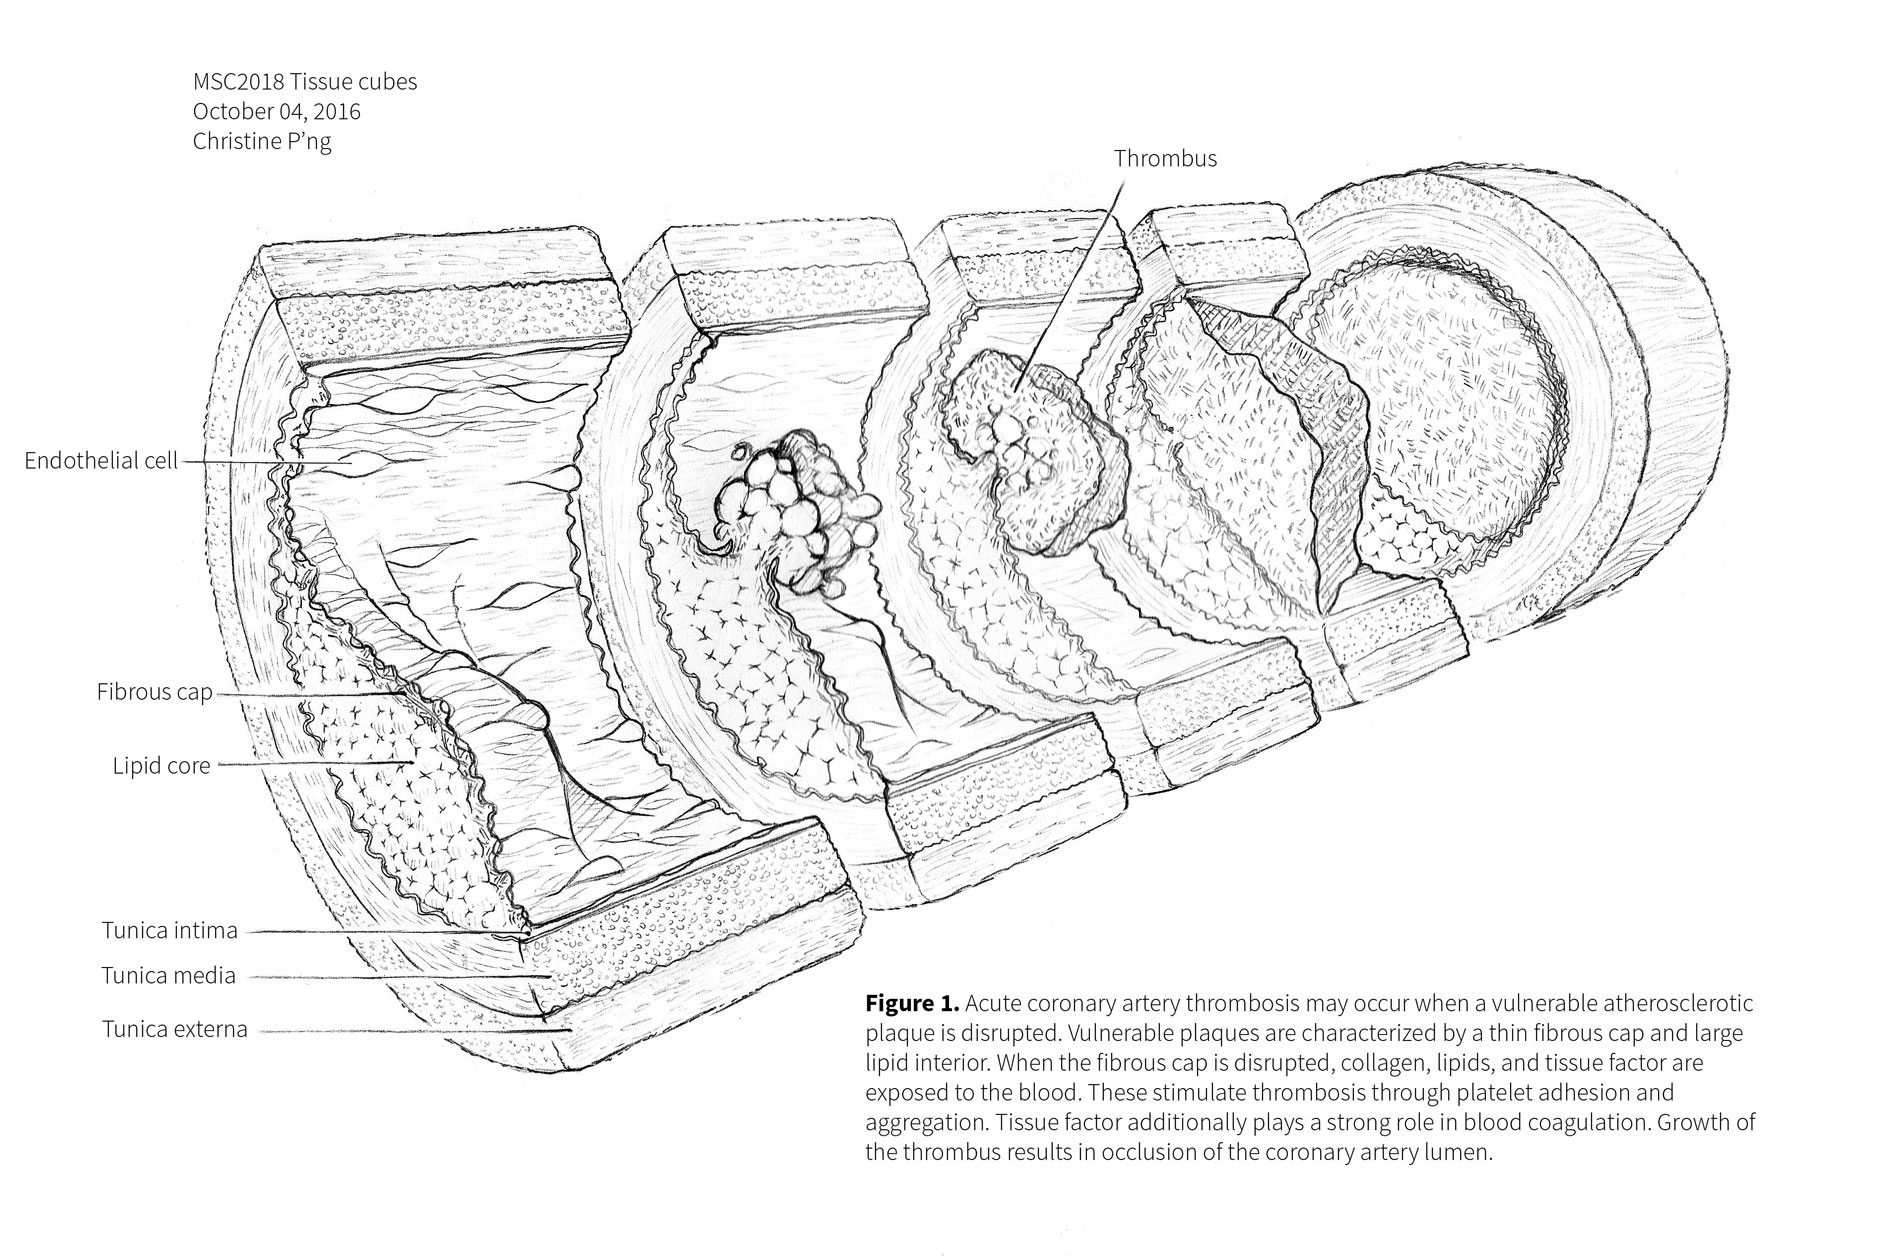 MSC2018 Tissue cubes
October 04, 2016
Christine P’ng
Thrombus
Endothelial cell
Fibrous cap
Lipid core
Tunica intima
Tunica media
Tunica externa
Figure 1. Acute coronary artery thrombosis may occur when a vulnerable atherosclerotic
plaque is disrupted. Vulnerable plaques are characterized by a thin fibrous cap and large
lipid interior. When the fibrous cap is disrupted, collagen, lipids, and tissue factor are
exposed to the blood. These stimulate thrombosis through platelet adhesion and
aggregation. Tissue factor additionally plays a strong role in blood coagulation. Growth of
the thrombus results in occlusion of the coronary artery lumen.